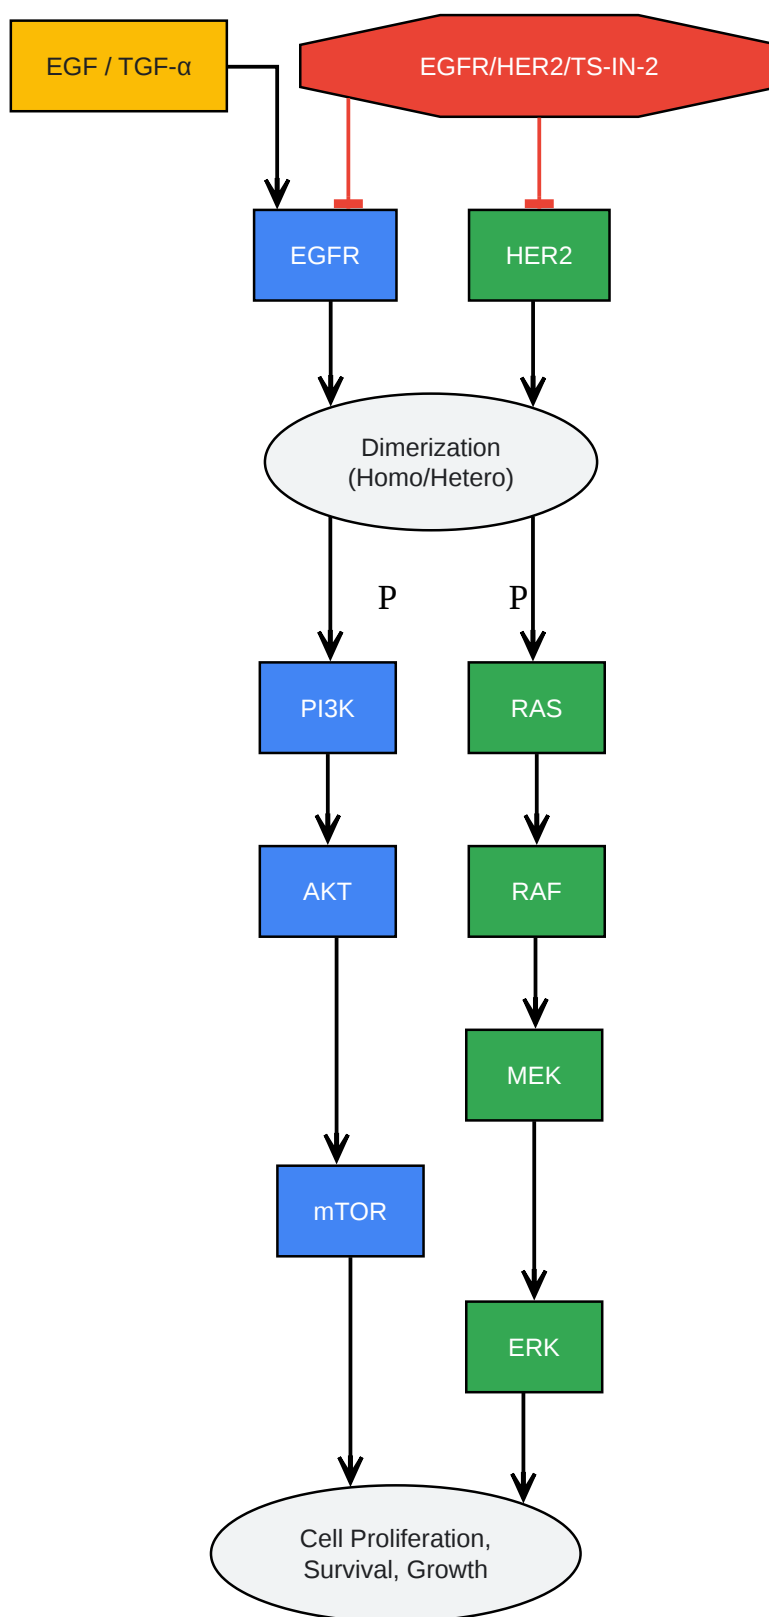 EGF / TGF-α
EGFR/HER2/TS-IN-2
EGFR
HER2
Dimerization
(Homo/Hetero)
P
P
PI3K
RAS
AKT
RAF
MEK
mTOR
ERK
Cell Proliferation,
Survival, Growth